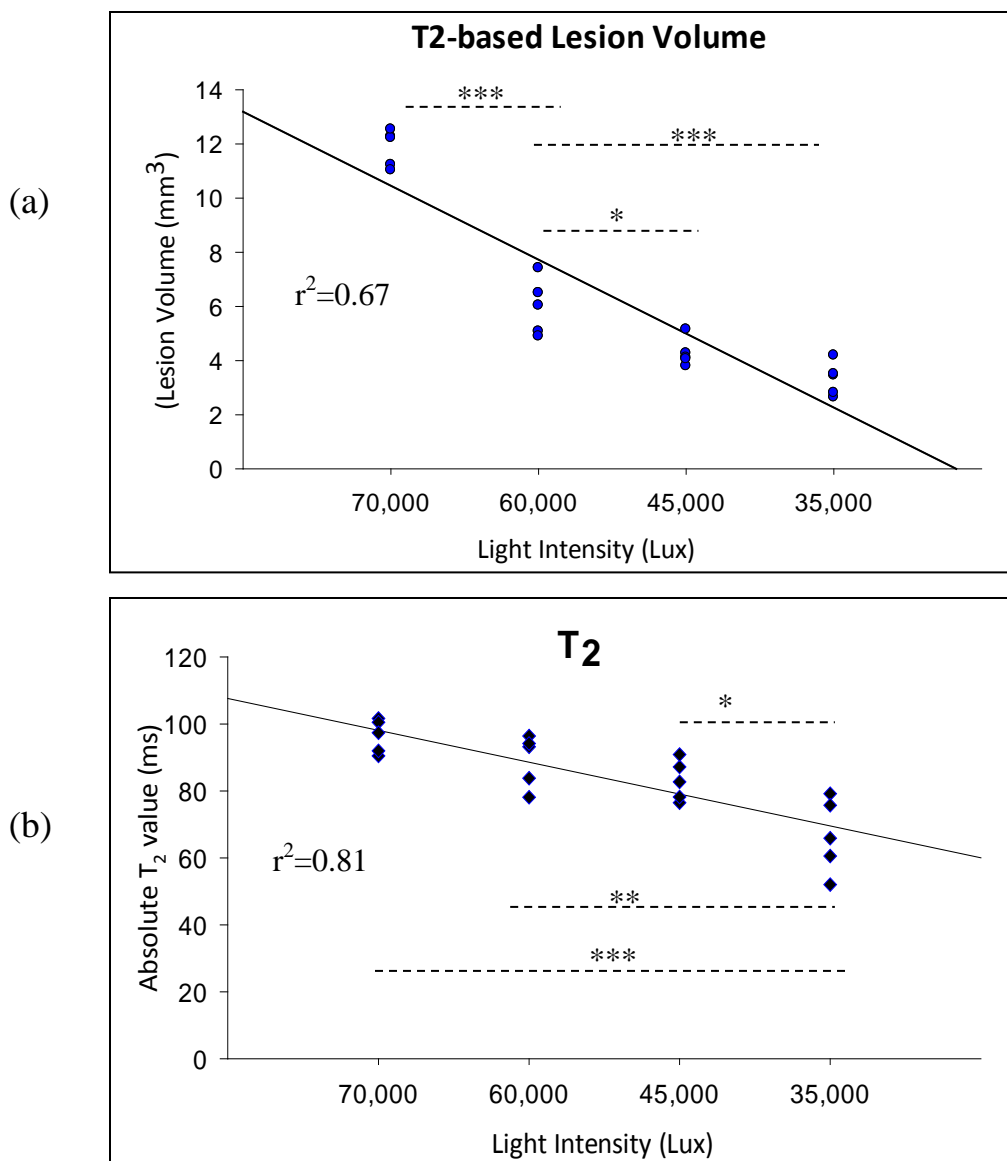 (a)
T2-based Lesion Volume
(Lesion Volume (mm³)
14
12
10
8
6
4
2
0
***
***
*
r²=0.67
70,000 60,000 45,000 35,000
Light Intensity (Lux)
(b)
T₂
Absolute T₂ value (ms)
120
100
80
60
40
20
0
*
r²=0.81
**
***
70,000 60,000 45,000 35,000
Light Intensity (Lux)